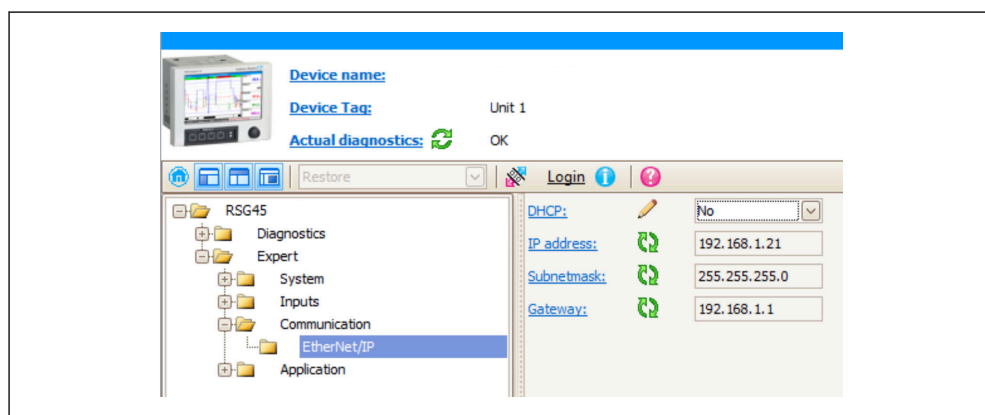 Device name:
Device Tag: Unit 1
Actual diagnostics: OK
Restore Login
RSG45
Diagnostics
Expert
System
Inputs
Communication
EtherNet/IP
Application
DHCP: No
IP address: 192.168.1.21
Subnetmask: 255.255.255.0
Gateway: 192.168.1.1